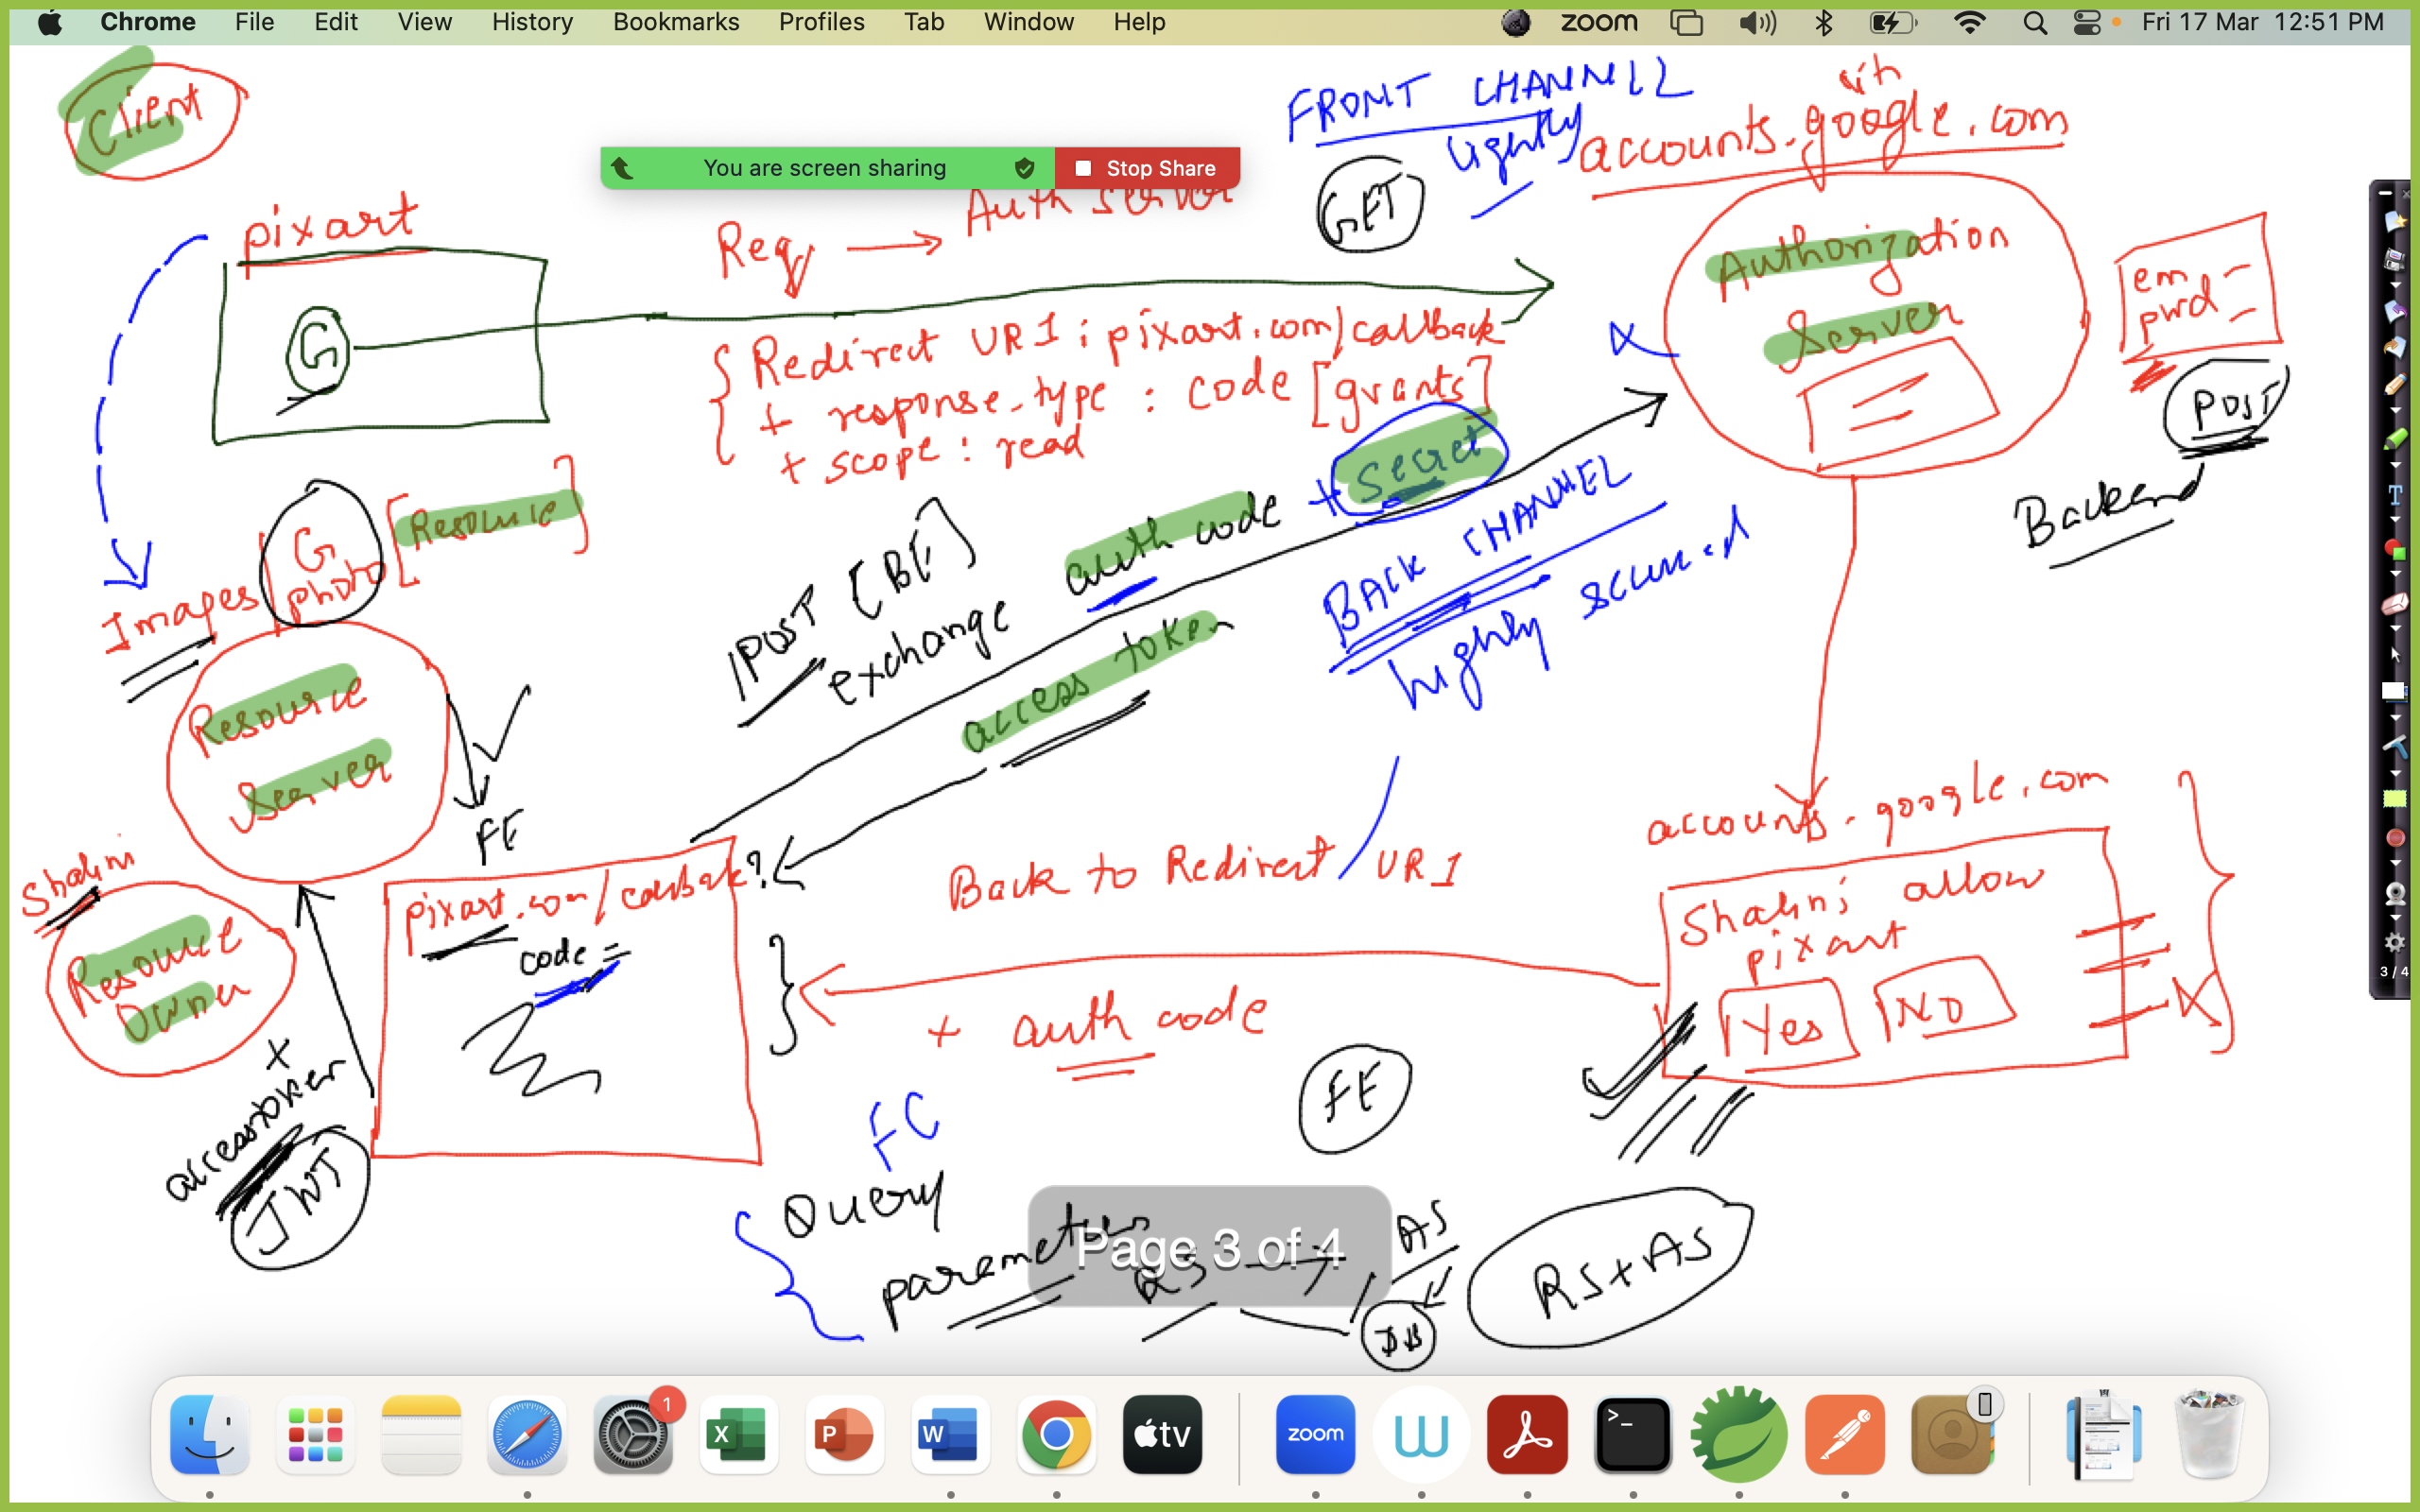 Chrome File Edit View History Bookmarks Profiles Tab Window Help zoom Fri 17 Mar 12:51 PM
Client
FRONT CHANNEL
lightly
GET
accounts.google.com
You are screen sharing Stop Share
pixart
G
Req → Auth Server
Redirect URI : pixart.com/callback
+ response-type : code [grants]
+ scope : read
Authorization
Server
em
pwd
POST
Backend
G
photo
[Resource]
Images
Resource
Server
FE
POST [BE]
exchange auth code + Secret
access token
BACK CHANNEL
highly secured
Shalini
Resource
Owner
pixart.com/callback?
code =
Back to Redirect URI
+ auth code
accounts.google.com
Shalini allow
pixart
Yes NO
FE
+
accesstoken
JWT
FC
Query
parameters
RS → AS
DB
RS+AS
Page 3 of 4
3 / 4
1
X
P
W
tv
zoom
W
>_